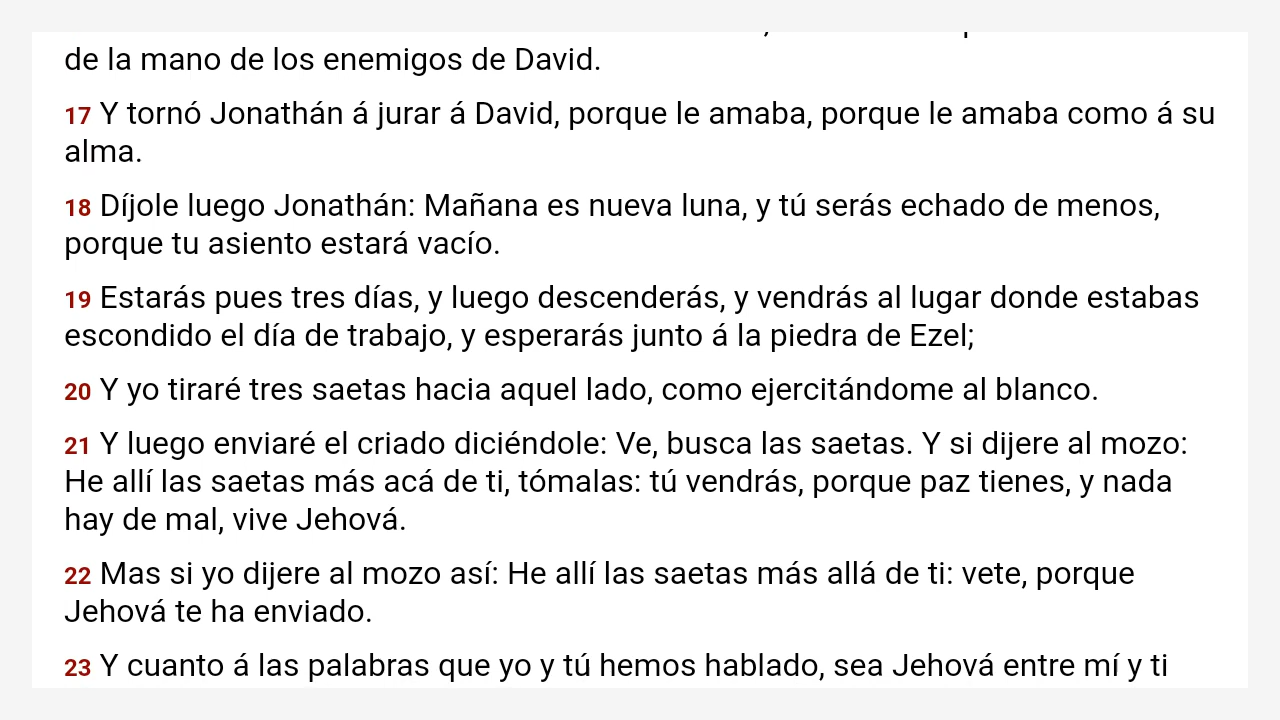 de la mano de los enemigos de David.
17 Y tornó Jonathán á jurar á David, porque le amaba, porque le amaba como á su
alma.
18 Díjole luego Jonathán: Mañana es nueva luna, y tú serás echado de menos,
porque tu asiento estará vacío.
19 Estarás pues tres días, y luego descenderás, y vendrás al lugar donde estabas
escondido el día de trabajo, y esperarás junto á la piedra de Ezel;
20 Y yo tiraré tres saetas hacia aquel lado, como ejercitándome al blanco.
21 Y luego enviaré el criado diciéndole: Ve, busca las saetas. Y si dijere al mozo:
He allí las saetas más acá de ti, tómalas: tú vendrás, porque paz tienes, y nada
hay de mal, vive Jehová.
22 Mas si yo dijere al mozo así: He allí las saetas más allá de ti: vete, porque
Jehová te ha enviado.
23 Y cuanto á las palabras que yo y tú hemos hablado, sea Jehová entre mí y ti